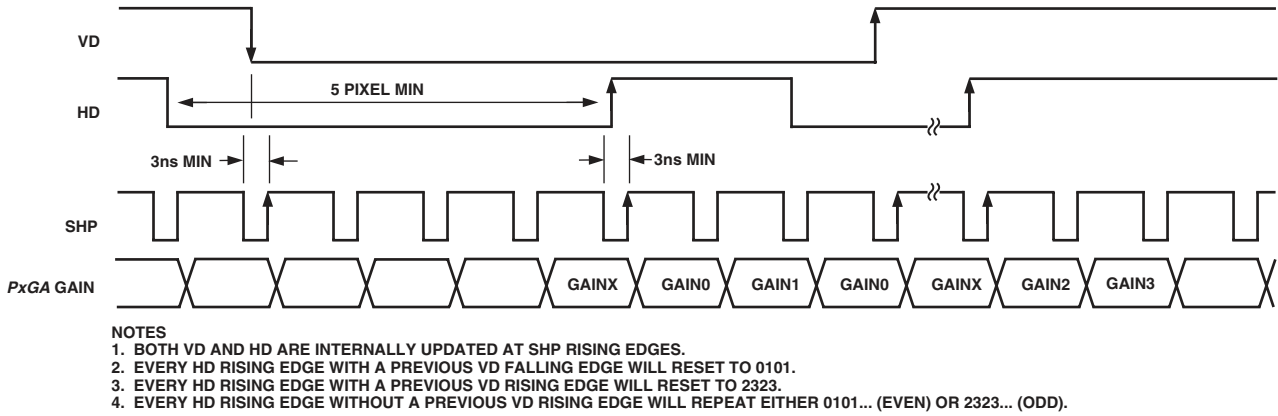 VD
5 PIXEL MIN
HD
3ns MIN
3ns MIN
SHP
PxGA GAIN
GAINX GAIN0 GAIN1 GAIN0 GAINX GAIN2 GAIN3
NOTES
1. BOTH VD AND HD ARE INTERNALLY UPDATED AT SHP RISING EDGES.
2. EVERY HD RISING EDGE WITH A PREVIOUS VD FALLING EDGE WILL RESET TO 0101.
3. EVERY HD RISING EDGE WITH A PREVIOUS VD RISING EDGE WILL RESET TO 2323.
4. EVERY HD RISING EDGE WITHOUT A PREVIOUS VD RISING EDGE WILL REPEAT EITHER 0101... (EVEN) OR 2323... (ODD).